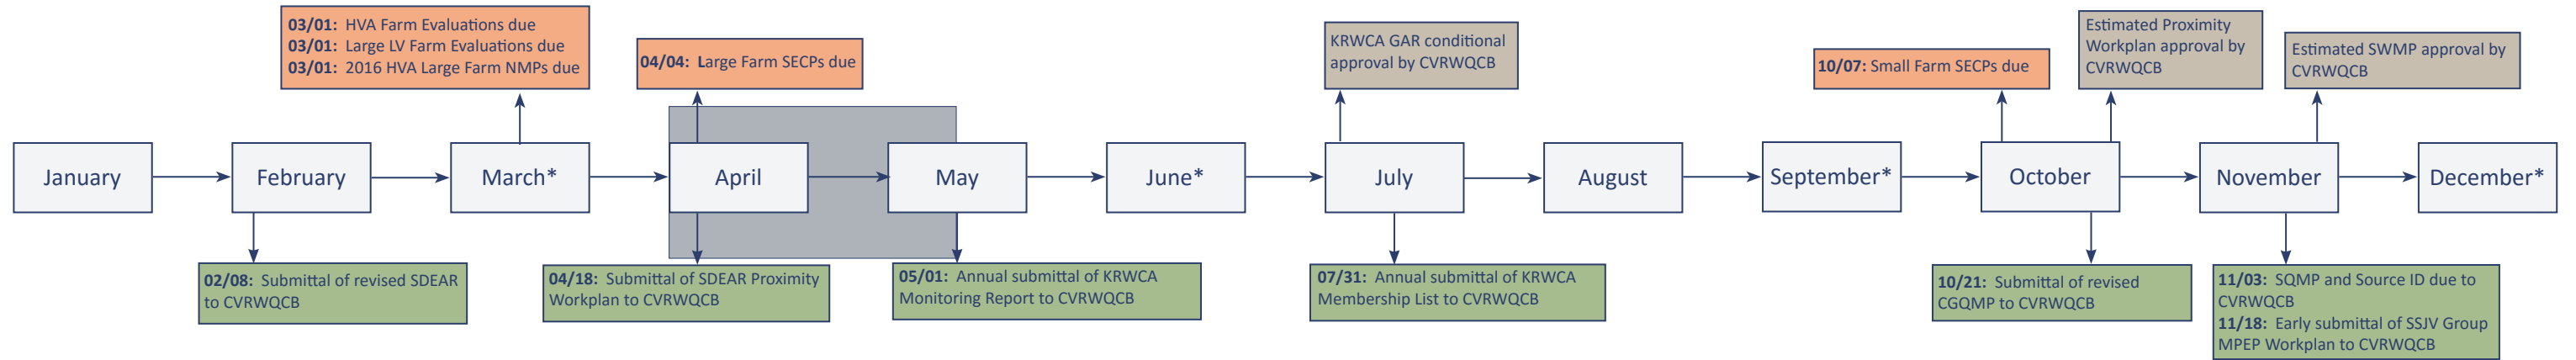 03/01: HVA Farm Evaluations due
03/01: Large LV Farm Evaluations due
03/01: 2016 HVA Large Farm NMPs due
04/04: Large Farm SECPs due
KRWCA GAR conditional
approval by CVRWQCB
10/07: Small Farm SECPs due
Estimated Proximity
Workplan approval by
CVRWQCB
Estimated SWMP approval by
CVRWQCB
January
February
March*
April
May
June*
July
August
September*
October
November
December*
02/08: Submittal of revised SDEAR
to CVRWQCB
04/18: Submittal of SDEAR Proximity
Workplan to CVRWQCB
05/01: Annual submittal of KRWCA
Monitoring Report to CVRWQCB
07/31: Annual submittal of KRWCA
Membership List to CVRWQCB
10/21: Submittal of revised
CGQMP to CVRWQCB
11/03: SQMP and Source ID due to
CVRWQCB
11/18: Early submittal of SSJV Group
MPEP Workplan to CVRWQCB